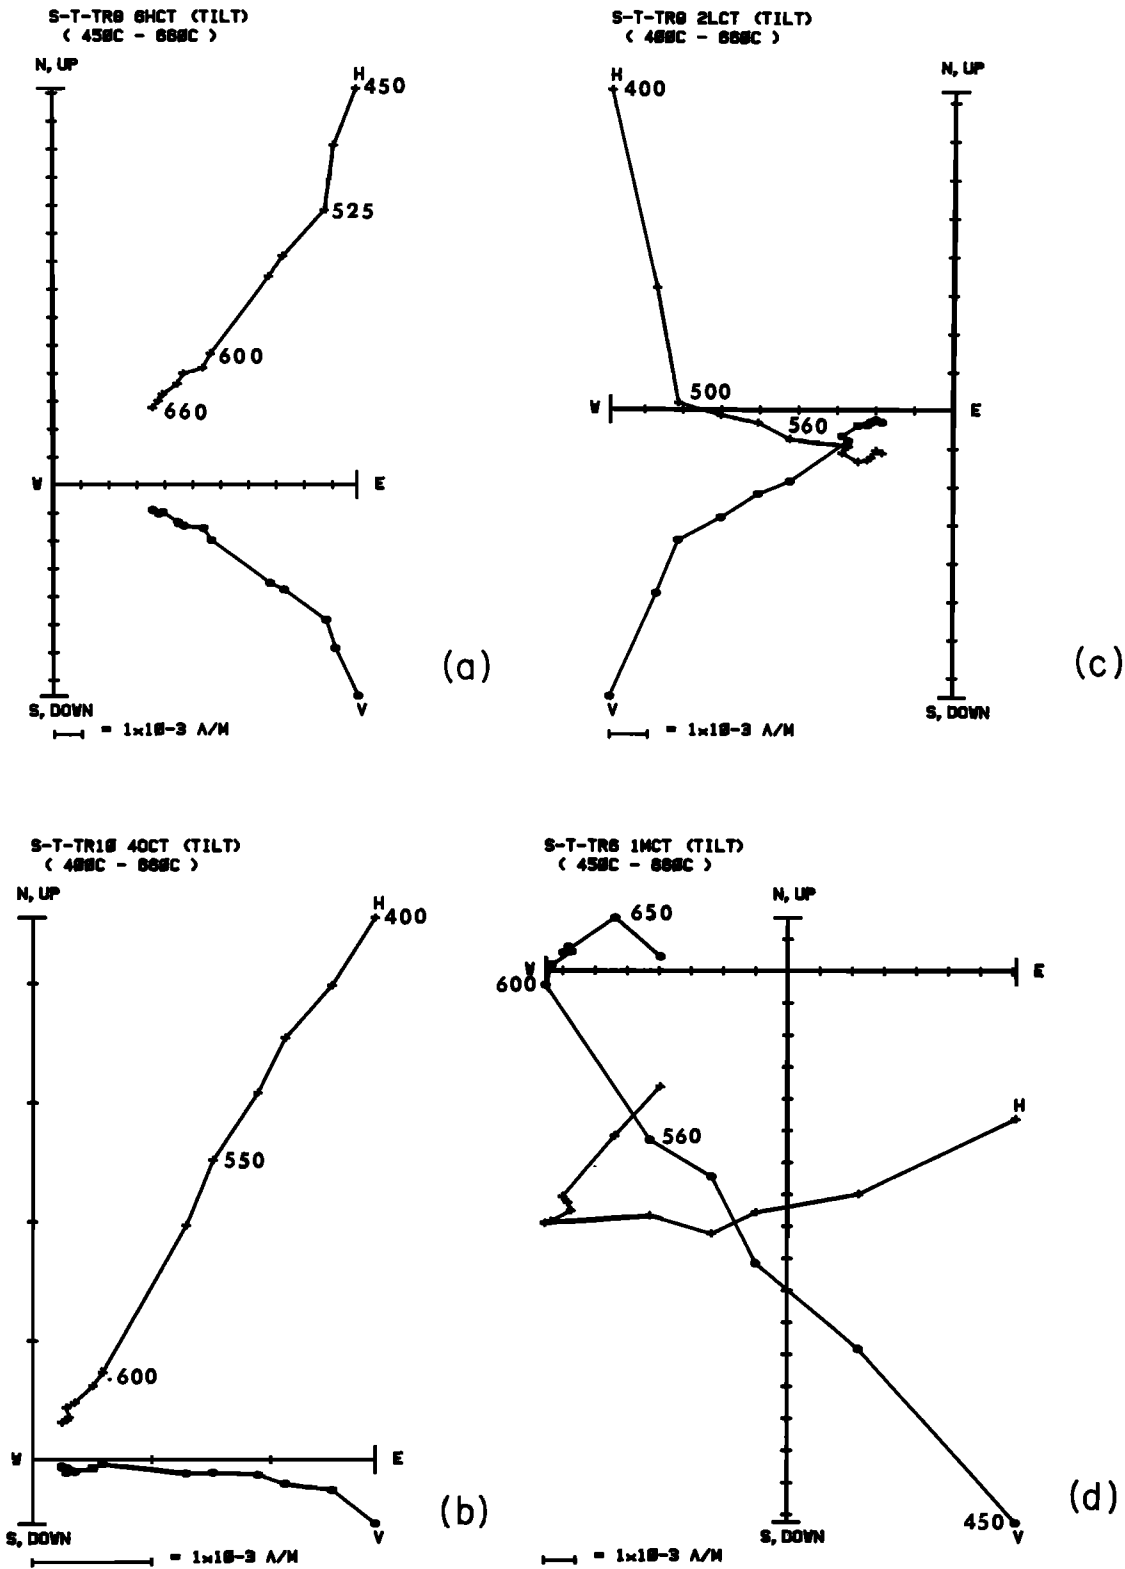 S-T-TR8 6HCT (TILT)
( 450C - 660C )
N, UP
H
450
525
600
660
W
E
S, DOWN
V
= 1x10-3 A/M
(a)
S-T-TR8 2LCT (TILT)
( 400C - 660C )
N, UP
H
400
500
W
E
560
S, DOWN
V
= 1x10-3 A/M
(c)
S-T-TR10 4OCT (TILT)
( 400C - 660C )
N, UP
H
400
550
600
W
E
S, DOWN
V
= 1x10-3 A/M
(b)
S-T-TR6 1MCT (TILT)
( 450C - 660C )
N, UP
650
W
E
600
H
560
450
V
S, DOWN
= 1x10-3 A/M
(d)